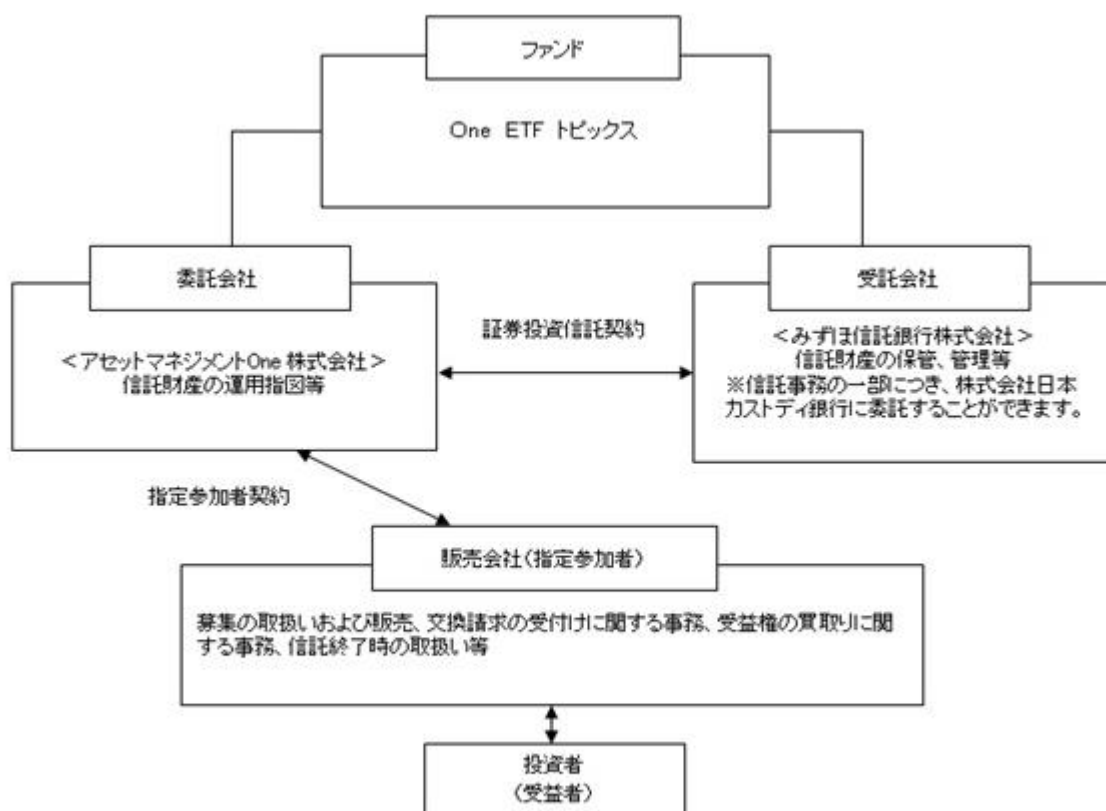 ファンド
One ETF トピックス
委託会社
<アセットマネジメントOne 株式会社>
信託財産の運用指図等
証券投資信託契約
受託会社
<みずほ信託銀行株式会社>
信託財産の保管、管理等
※信託事務の一部につき、株式会社日本
カストディ銀行に委託することができます。
指定参加者契約
販売会社(指定参加者)
募集の取扱いおよび販売、交換請求の受付けに関する事務、受益権の買取りに関
する事務、信託終了時の取扱い等
投資者
(受益者)